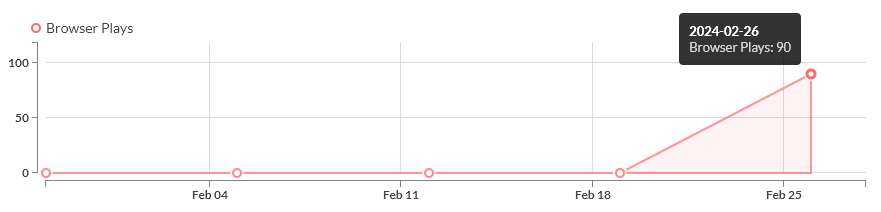 Browser Plays
2024-02-26
Browser Plays: 90
100
50
0
Feb 04 Feb 11 Feb 18 Feb 25